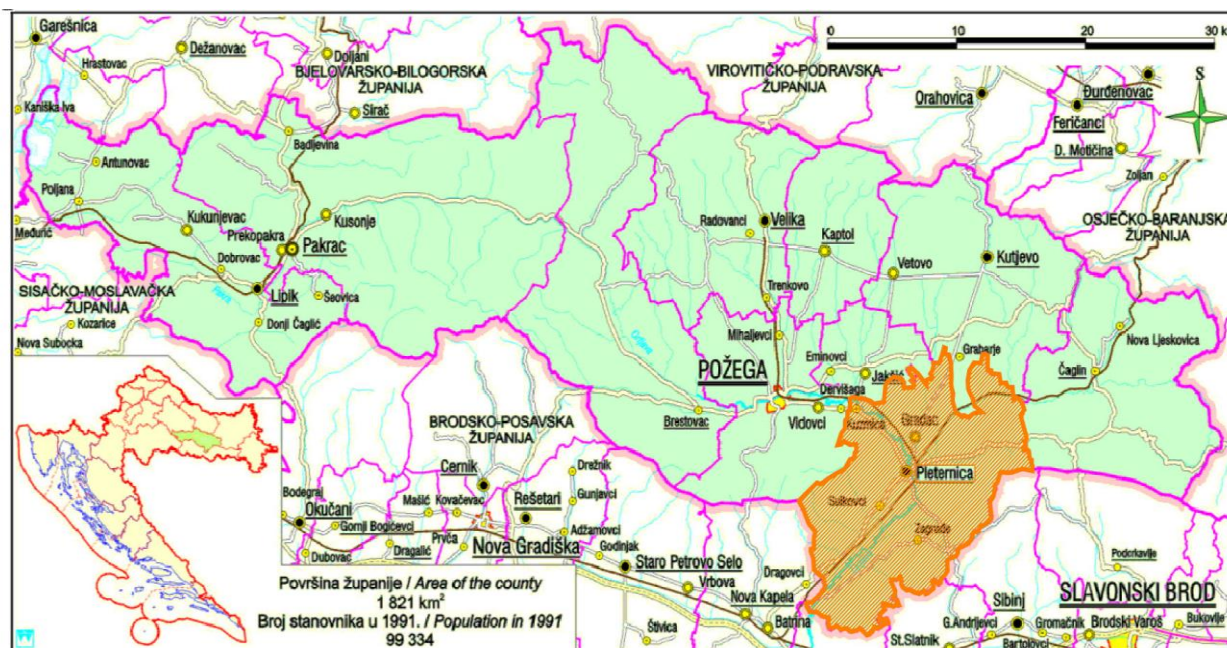 Garešnica
Dežanovac
Hrastovac
Doljani
BJELOVARSKO-BILOGORSKA
ŽUPANIJA
Kaniška Iva
Sirač
Badljevina
VIROVITIČKO-PODRAVSKA
ŽUPANIJA
0 10 20 30 k
S
Orahovica
Đurđenovac
Feričanci
D. Motičina
Zoljan
OSJEČKO-BARANJSKA
ŽUPANIJA
Antunovac
Poljana
Međurić
Kukunjevac
Kusonje
Prekopakra
Pakrac
Dobrovac
Lipik
Šeovica
SISAČKO-MOSLAVAČKA
ŽUPANIJA
Kozarice
Donji Čaglić
Nova Subocka
Radovanci
Velika
Kaptol
Vetovo
Kutjevo
Trenkovo
Mihaljevci
Orljava
Eminovci
Grabarje
Nova Ljeskovica
Čaglin
POŽEGA
Jakšić
Dervišaga
Brestovac
Vidovci
Kuzmica
Gradac
Pleternica
Sulkovci
Zagrađe
BRODSKO-POSAVSKA
ŽUPANIJA
Cernik
Drežnik
Bodegraj
Okučani
Mašić
Kovačevac
Rešetari
Gunjavci
Gornji Bogićevci
Prvča
Adžamovci
Dubovac
Dragalić
Nova Gradiška
Godinjak
Staro Petrovo Selo
Vrbova
Dragovci
Nova Kapela
Batrina
Štivica
Podcrkavlje
SLAVONSKI BROD
Sibinj
G.Andrijevci
Gromačnik
Brodski Varoš
Bukovlje
St.Slatnik
Bartolovci
Površina županije / Area of the county
1 821 km²
Broj stanovnika u 1991. / Population in 1991
99 334